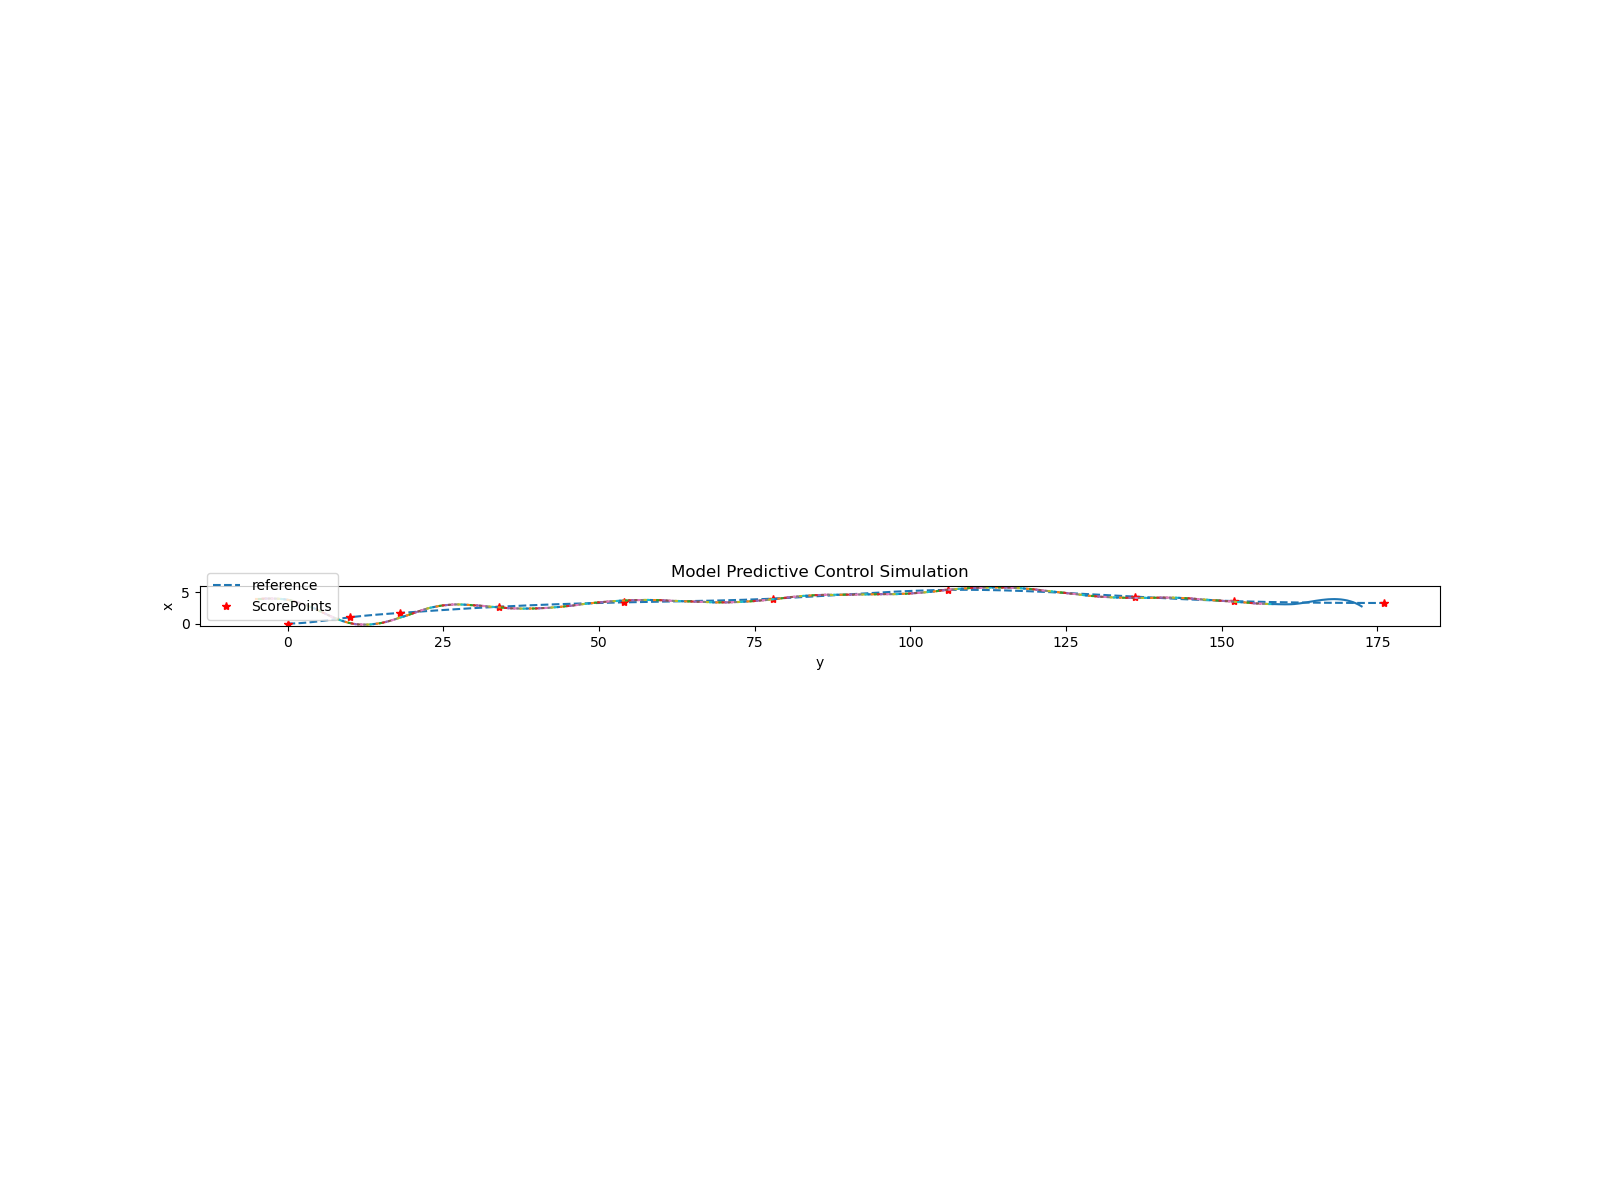 Model Predictive Control Simulation
reference
ScorePoints
5
0
x
0 25 50 75 100 125 150 175
y